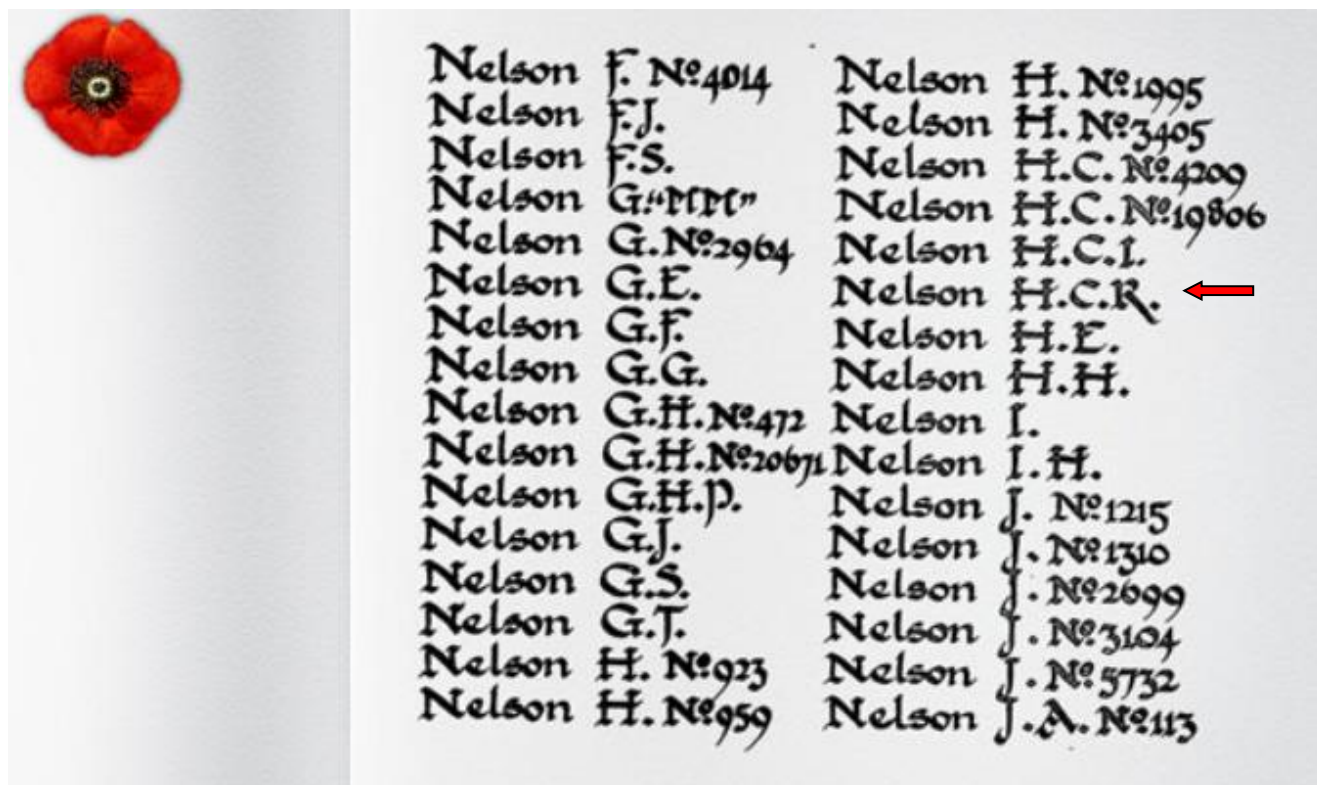 Nelson F. Nº4014
Nelson F.J.
Nelson F.S.
Nelson G."MM"
Nelson G.Nº2964
Nelson G.E.
Nelson G.F.
Nelson G.G.
Nelson G.H.Nº472
Nelson G.H.Nº20671
Nelson G.H.P.
Nelson G.J.
Nelson G.S.
Nelson G.T.
Nelson H. Nº923
Nelson H. Nº959
Nelson H. Nº1995
Nelson H. Nº3405
Nelson H.C. Nº4209
Nelson H.C. Nº19806
Nelson H.C.I.
Nelson H.C.R.
Nelson H.E.
Nelson H.H.
Nelson I.
Nelson I.H.
Nelson J. Nº1215
Nelson J. Nº1310
Nelson J. Nº2699
Nelson J. Nº3104
Nelson J. Nº5732
Nelson J.A. Nº113